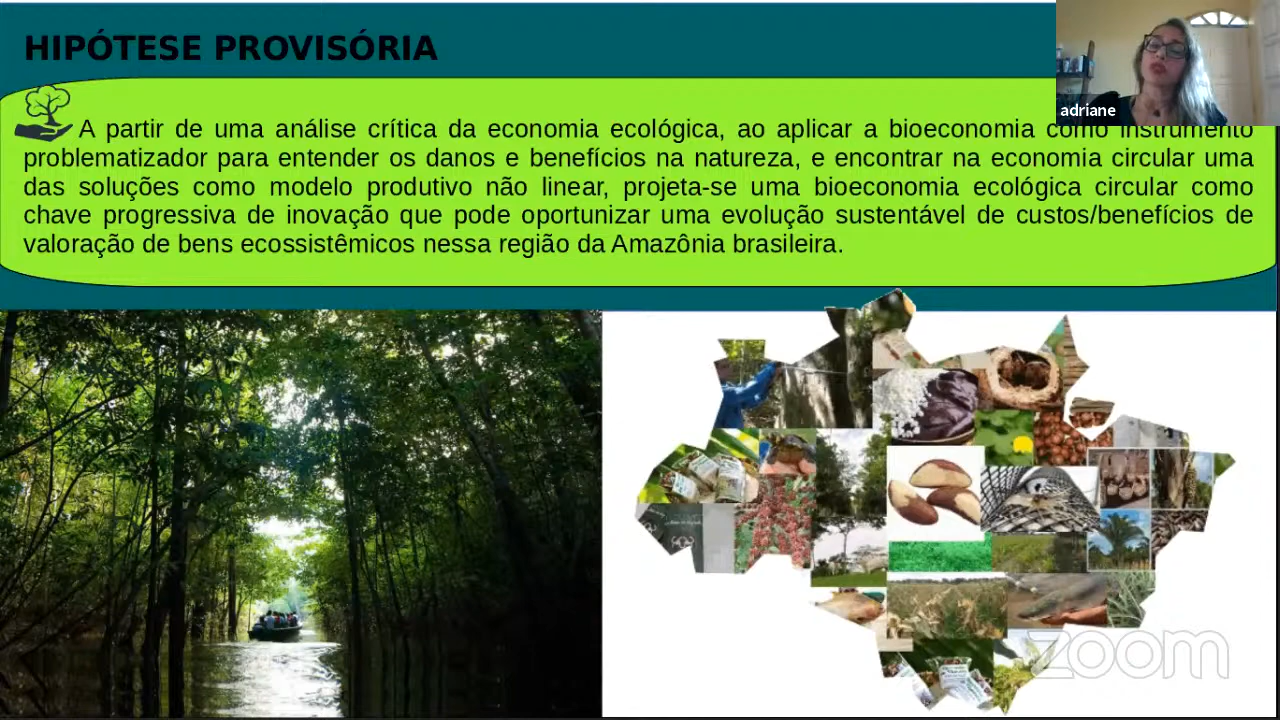 HIPÓTESE PROVISÓRIA
adriane
A partir de uma análise crítica da economia ecológica, ao aplicar a bioeconomia como instrumento
problematizador para entender os danos e benefícios na natureza, e encontrar na economia circular uma
das soluções como modelo produtivo não linear, projeta-se uma bioeconomia ecológica circular como
chave progressiva de inovação que pode oportunizar uma evolução sustentável de custos/benefícios de
valoração de bens ecossistêmicos nessa região da Amazônia brasileira.
zoom